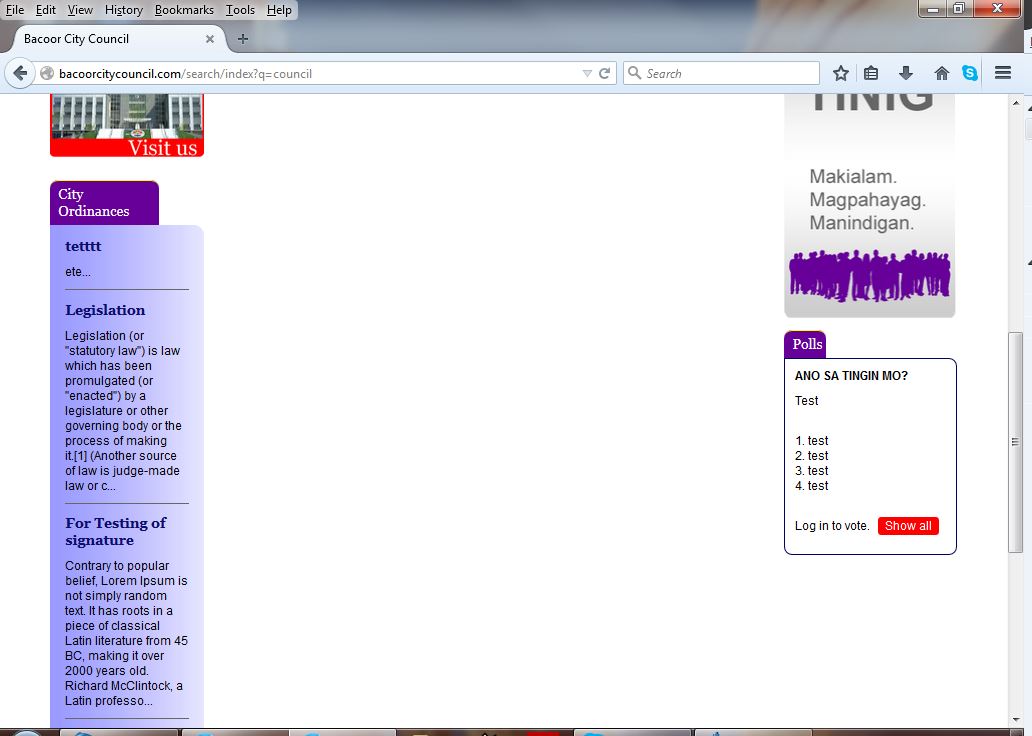 File Edit View History Bookmarks Tools Help
Bacoor City Council
bacoorcitycouncil.com/search/index?q=council
Search
Visit us
City
Ordinances
tetttt
ete...
Legislation
Legislation (or
"statutory law") is law
which has been
promulgated (or
"enacted") by a
legislature or other
governing body or the
process of making
it.[1] (Another source
of law is judge-made
law or c...
For Testing of
signature
Contrary to popular
belief, Lorem Ipsum is
not simply random
text. It has roots in a
piece of classical
Latin literature from 45
BC, making it over
2000 years old.
Richard McClintock, a
Latin professo...
TINIG
Makialam.
Magpahayag.
Manindigan.
Polls
ANO SA TINGIN MO?
Test
1. test
2. test
3. test
4. test
Log in to vote. Show all